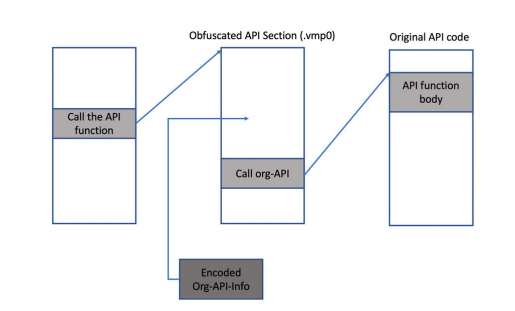 Obfuscated API Section (.vmp0)
Original API code
Call the API
function
API function
body
Call org-API
Encoded
Org-API-Info